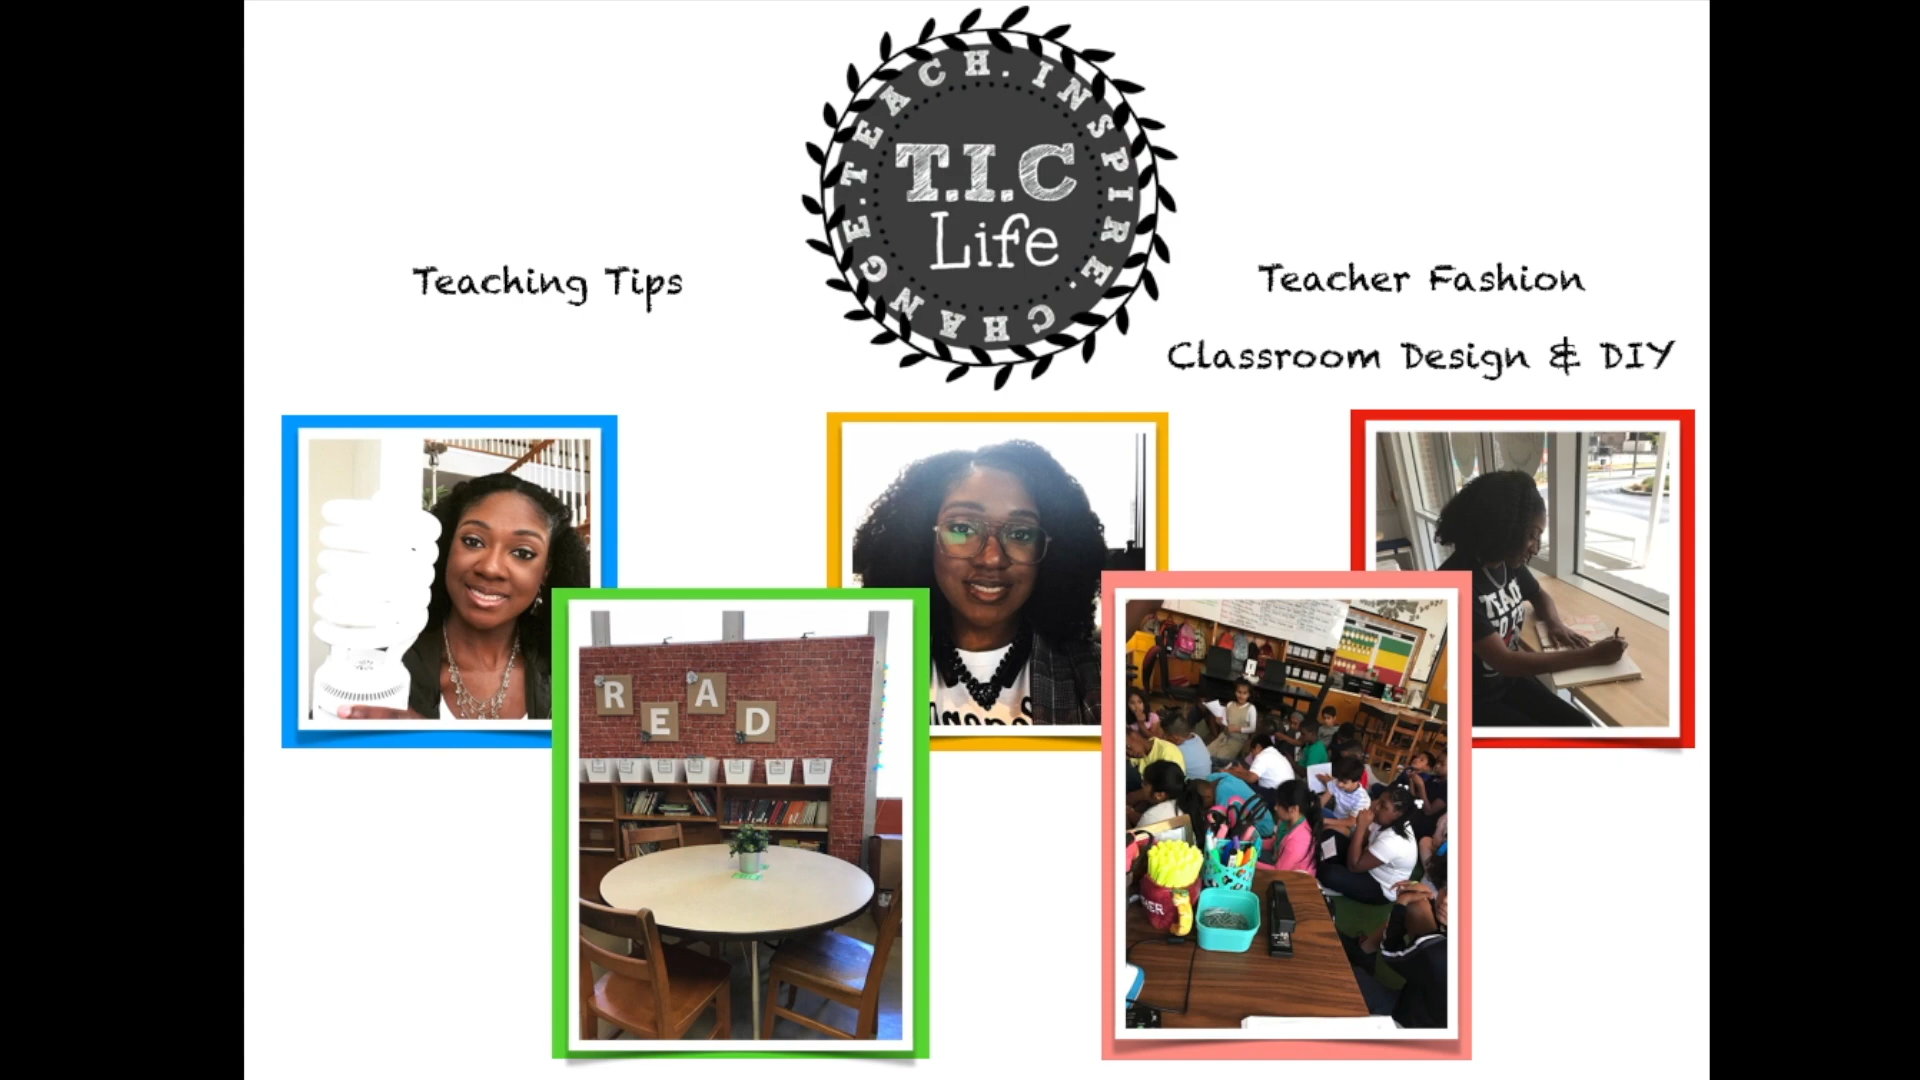 TEACH. INSPIRE. CHANGE.
T.I.C
Life
Teaching Tips
Teacher Fashion
Classroom Design & DIY
R E A D